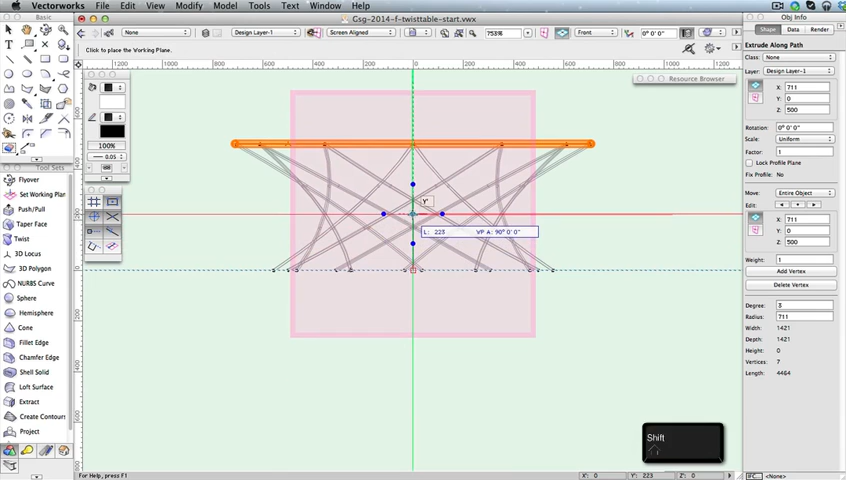 Vectorworks File Edit View Modify Model Tools Text Window Help
Gsg-2014-f-twisttable-start.vwx
None
Design Layer-1
Screen Aligned
753%
Front
0° 0' 0"
Click to place the Working Plane.
Resource Browser
Obj Info
Shape Data Render
Extrude Along Path
Class: None
Layer: Design Layer-1
X: 711
Y: 0
Z: 500
Rotation: 0° 0' 0"
Scale: Uniform
Factor: 1
Lock Profile Plane
Fix Profile: No
Move: Entire Object
Edit:
X: 711
Y: 0
Z: 500
Weight: 1
Add Vertex
Delete Vertex
Degree: 3
Radius: 711
Width: 1421
Depth: 1421
Height: 0
Vertices: 7
Length: 4464
100%
0.05
Tool Sets
Flyover
Set Working Plan
Push/Pull
Taper Face
Twist
3D Locus
3D Polygon
NURBS Curve
Sphere
Hemisphere
Cone
Fillet Edge
Chamfer Edge
Shell Solid
Loft Surface
Extract
Create Contours
Project
Y'
L: 223 WP A: 90° 0' 0"
Shift
For Help, press F1
X: 0 Y: 223 Z: 0
IFC...